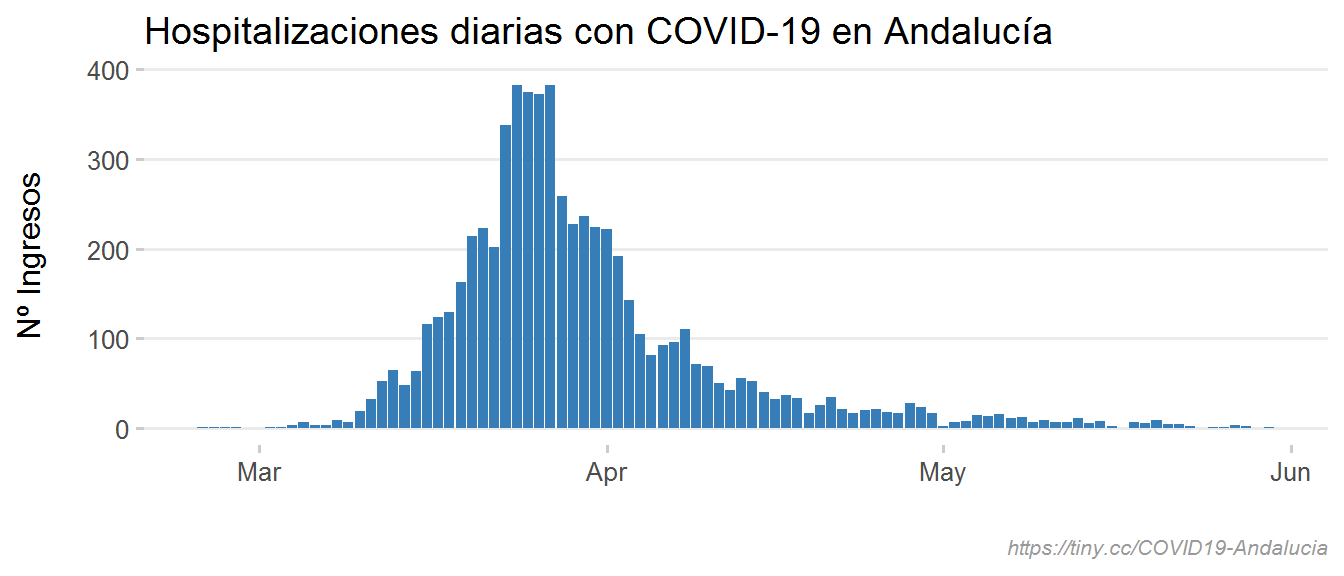 Hospitalizaciones diarias con COVID-19 en Andalucía
Nº Ingresos
400
300
200
100
0
Mar Apr May Jun
https://tiny.cc/COVID19-Andalucia